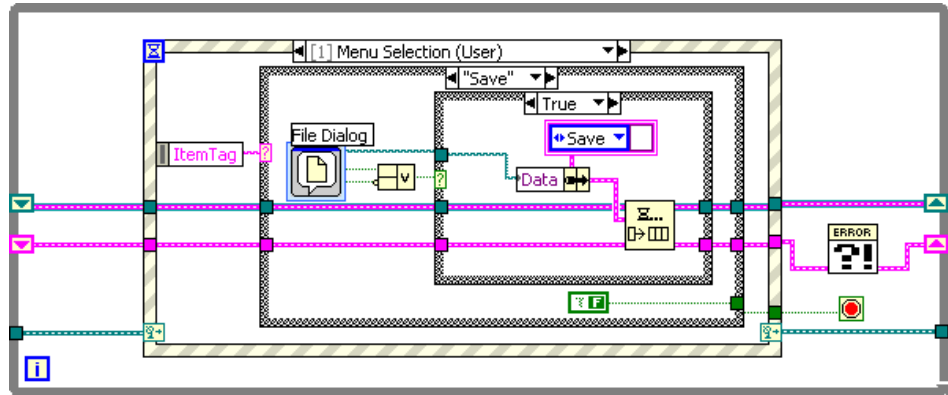 [1] Menu Selection (User)
"Save"
True
File Dialog
Save
ItemTag
Data
V
?
?
ERROR
?!
F
i